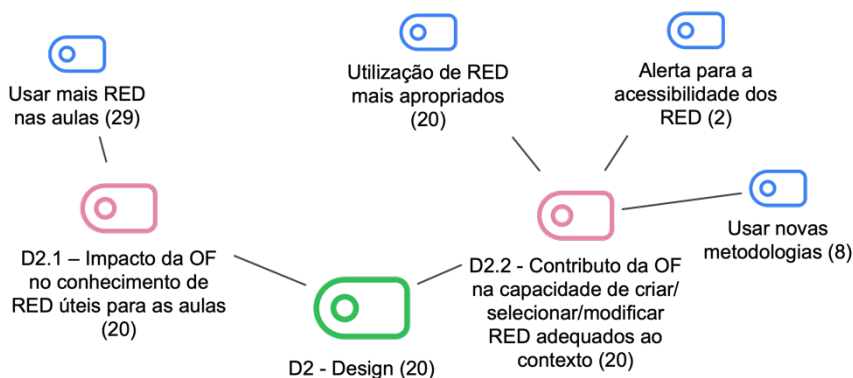 Usar mais RED
nas aulas (29)
Utilização de RED
mais apropriados
(20)
Alerta para a
acessibilidade dos
RED (2)
Usar novas
metodologias (8)
D2.1 – Impacto da OF
no conhecimento de
RED úteis para as aulas
(20)
D2.2 - Contributo da OF
na capacidade de criar/
selecionar/modificar
RED adequados ao
contexto (20)
D2 - Design (20)